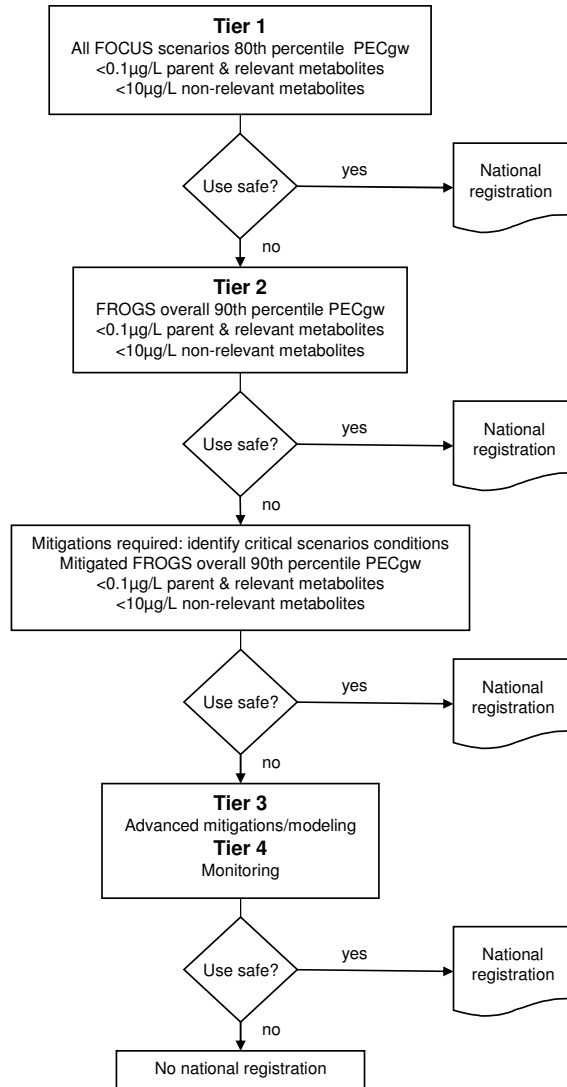 Tier 1
All FOCUS scenarios 80th percentile PECgw
<0.1µg/L parent & relevant metabolites
<10µg/L non-relevant metabolites
Use safe?
yes
National
registration
no
Tier 2
FROGS overall 90th percentile PECgw
<0.1µg/L parent & relevant metabolites
<10µg/L non-relevant metabolites
Use safe?
yes
National
registration
no
Mitigations required: identify critical scenarios conditions
Mitigated FROGS overall 90th percentile PECgw
<0.1µg/L parent & relevant metabolites
<10µg/L non-relevant metabolites
Use safe?
yes
National
registration
no
Tier 3
Advanced mitigations/modeling
Tier 4
Monitoring
Use safe?
yes
National
registration
no
No national registration